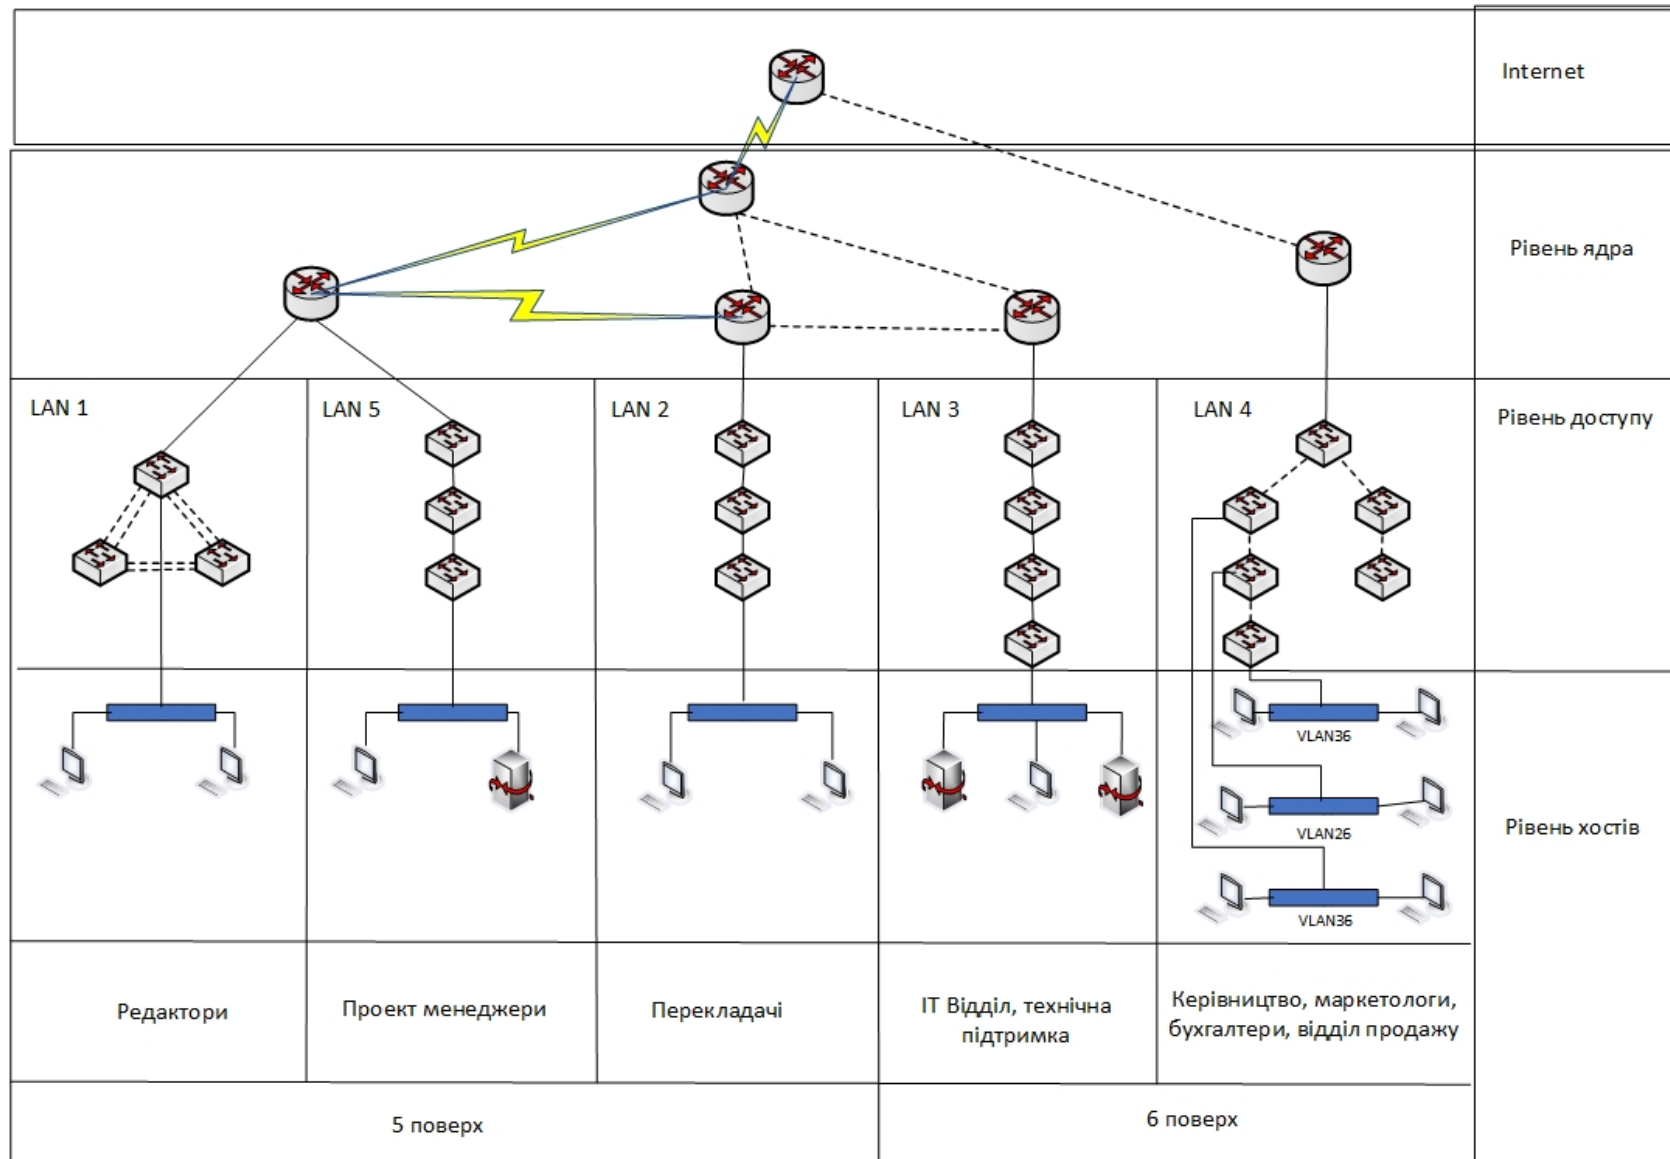 Internet
Рівень ядра
LAN 1
LAN 5
LAN 2
LAN 3
LAN 4
Рівень доступу
VLAN36
VLAN26
VLAN36
Рівень хостів
Редактори
Проект менеджери
Перекладачі
ІТ Відділ, технічна
підтримка
Керівництво, маркетологи,
бухгалтери, відділ продажу
5 поверх
6 поверх